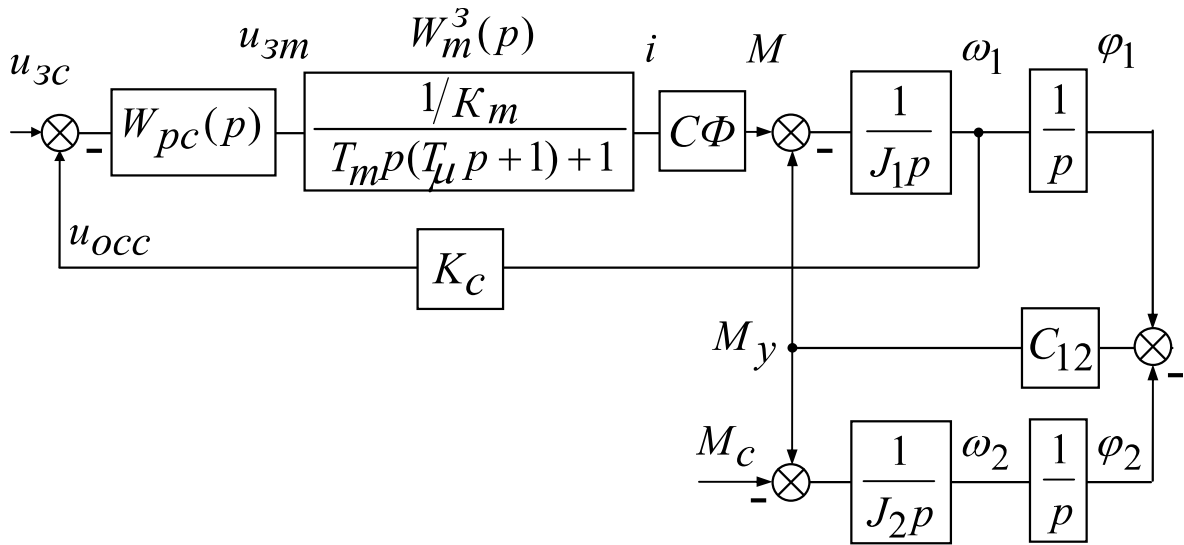 u_зс
u_зт
W_т^з(p)
i
M
ω_1
φ_1
-
W_рс(p)
1/K_т
T_т p(T_μ p + 1) + 1
СФ
-
1
J_1 p
1
p
u_осс
K_с
M_у
C_12
-
M_с
-
1
J_2 p
ω_2
1
p
φ_2